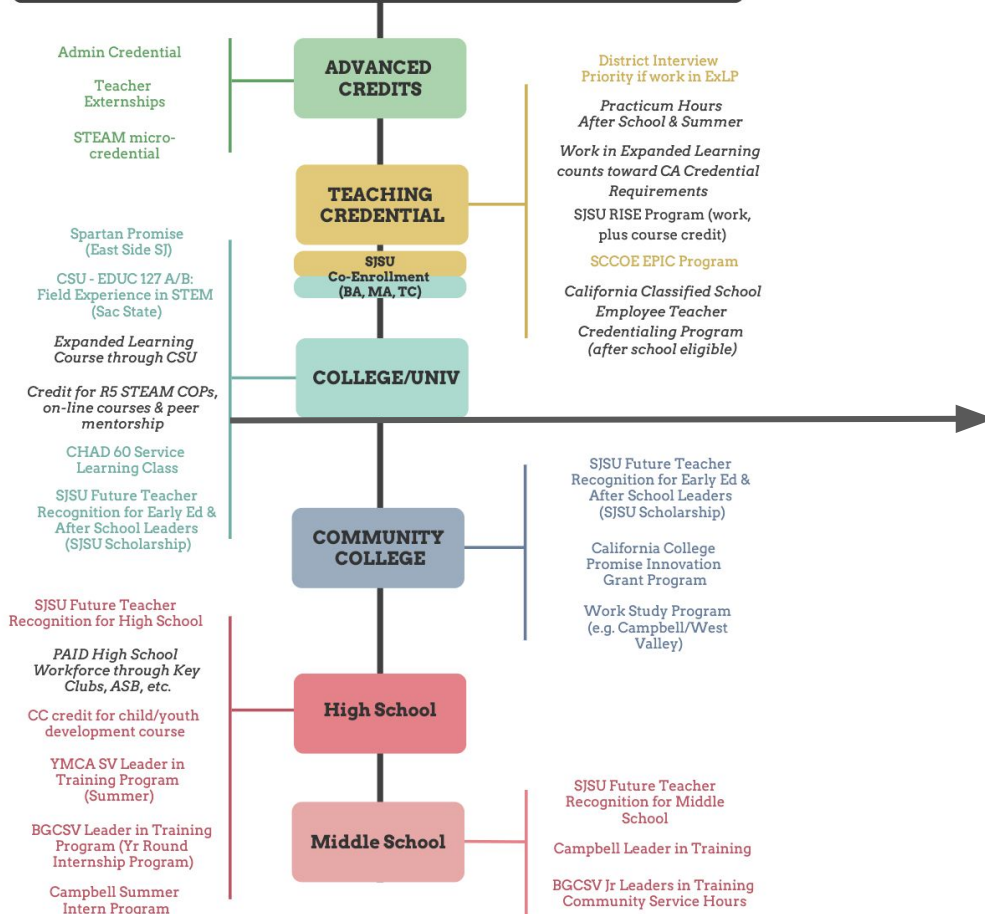 ADVANCED
CREDITS
Admin Credential
Teacher
Externships
STEAM micro-
credential
TEACHING
CREDENTIAL
District Interview
Priority if work in ExLP
Practicum Hours
After School & Summer
Work in Expanded Learning
counts toward CA Credential
Requirements
SJSU RISE Program (work,
plus course credit)
SCCOE EPIC Program
California Classified School
Employee Teacher
Credentialing Program
(after school eligible)
SJSU
Co-Enrollment
(BA, MA, TC)
COLLEGE/UNIV
Spartan Promise
(East Side SJ)
CSU - EDUC 127 A/B:
Field Experience in STEM
(Sac State)
Expanded Learning
Course through CSU
Credit for R5 STEAM COPs,
on-line courses & peer
mentorship
CHAD 60 Service
Learning Class
SJSU Future Teacher
Recognition for Early Ed &
After School Leaders
(SJSU Scholarship)
COMMUNITY
COLLEGE
SJSU Future Teacher
Recognition for Early Ed &
After School Leaders
(SJSU Scholarship)
California College
Promise Innovation
Grant Program
Work Study Program
(e.g. Campbell/West
Valley)
High School
SJSU Future Teacher
Recognition for High School
PAID High School
Workforce through Key
Clubs, ASB, etc.
CC credit for child/youth
development course
YMCA SV Leader in
Training Program
(Summer)
BGCSV Leader in Training
Program (Yr Round
Internship Program)
Campbell Summer
Intern Program
Middle School
SJSU Future Teacher
Recognition for Middle
School
Campbell Leader in Training
BGCSV Jr Leaders in Training
Community Service Hours